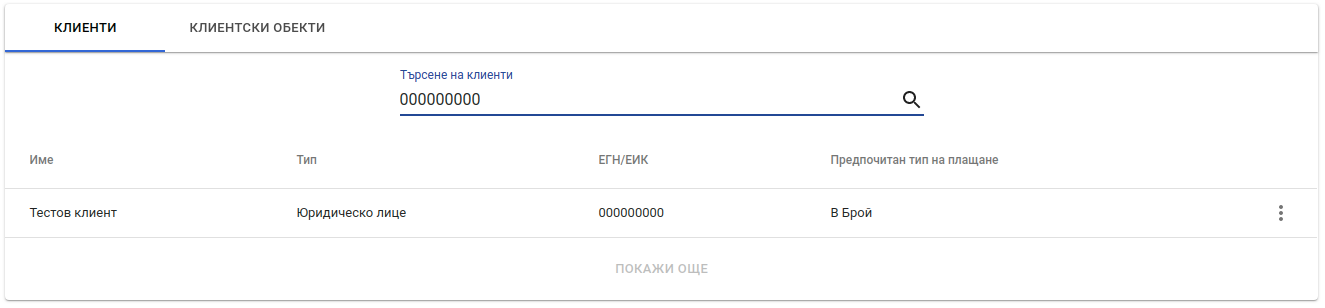 КЛИЕНТИ КЛИЕНТСКИ ОБЕКТИ
Търсене на клиенти
000000000
Име Тип ЕГН/ЕИК Предпочитан тип на плащане
Тестов клиент Юридическо лице 000000000 В Брой
ПОКАЖИ ОЩЕ